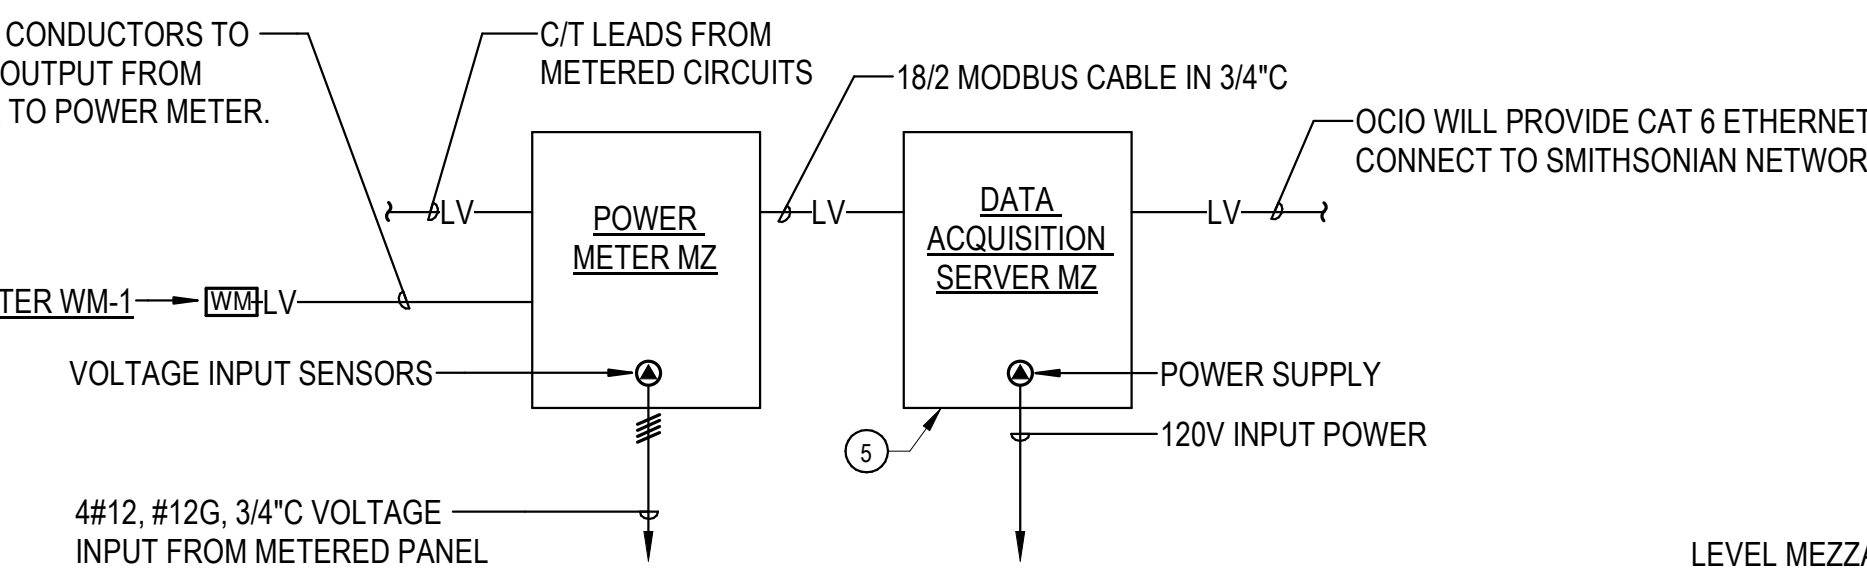 CONDUCTORS TO
OUTPUT FROM
TO POWER METER.
C/T LEADS FROM
METERED CIRCUITS
18/2 MODBUS CABLE IN 3/4"C
OCIO WILL PROVIDE CAT 6 ETHERNET
CONNECT TO SMITHSONIAN NETWOR
LV
POWER
METER MZ
LV
DATA
ACQUISITION
SERVER MZ
LV
TER WM-1
WM
LV
VOLTAGE INPUT SENSORS
POWER SUPPLY
120V INPUT POWER
5
4#12, #12G, 3/4"C VOLTAGE
INPUT FROM METERED PANEL
LEVEL MEZZA